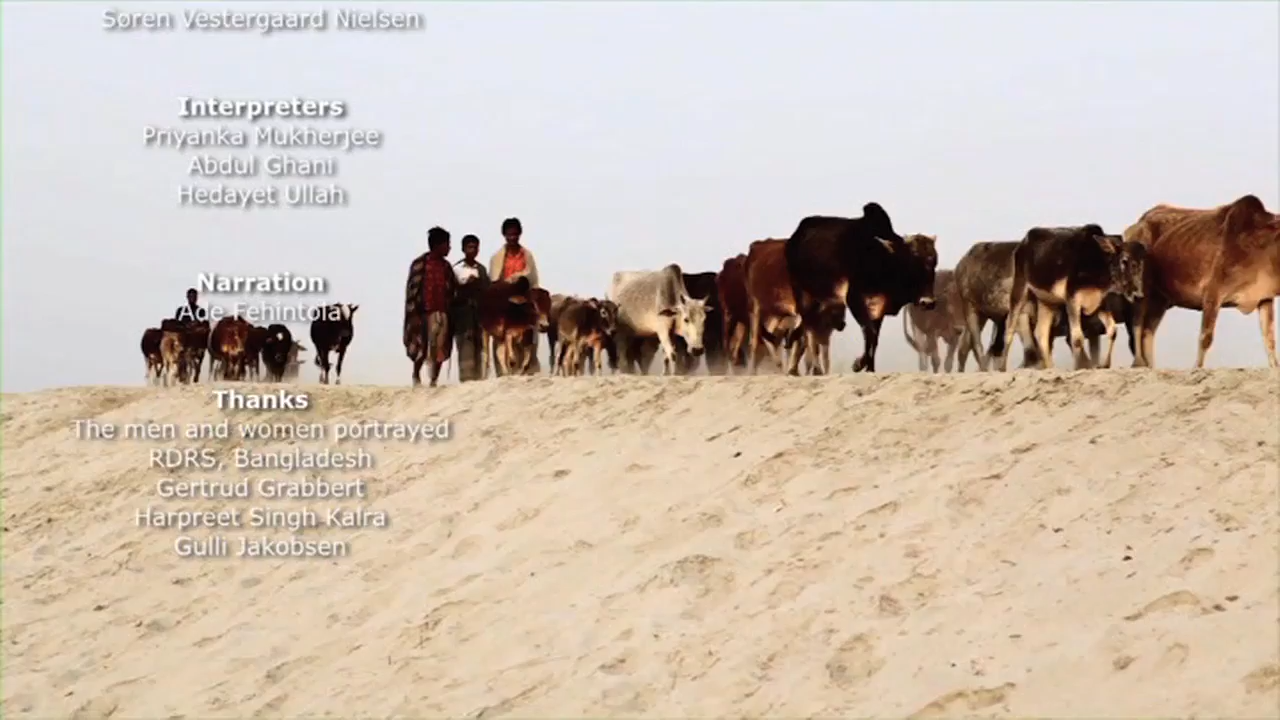 Søren Vestergaard Nielsen
Interpreters
Priyanka Mukherjee
Abdul Ghani
Hedayet Ullah
Narration
Ade Fehintola
Thanks
The men and women portrayed
RDRS, Bangladesh
Gertrud Grabbert
Harpreet Singh Kalra
Gulli Jakobsen